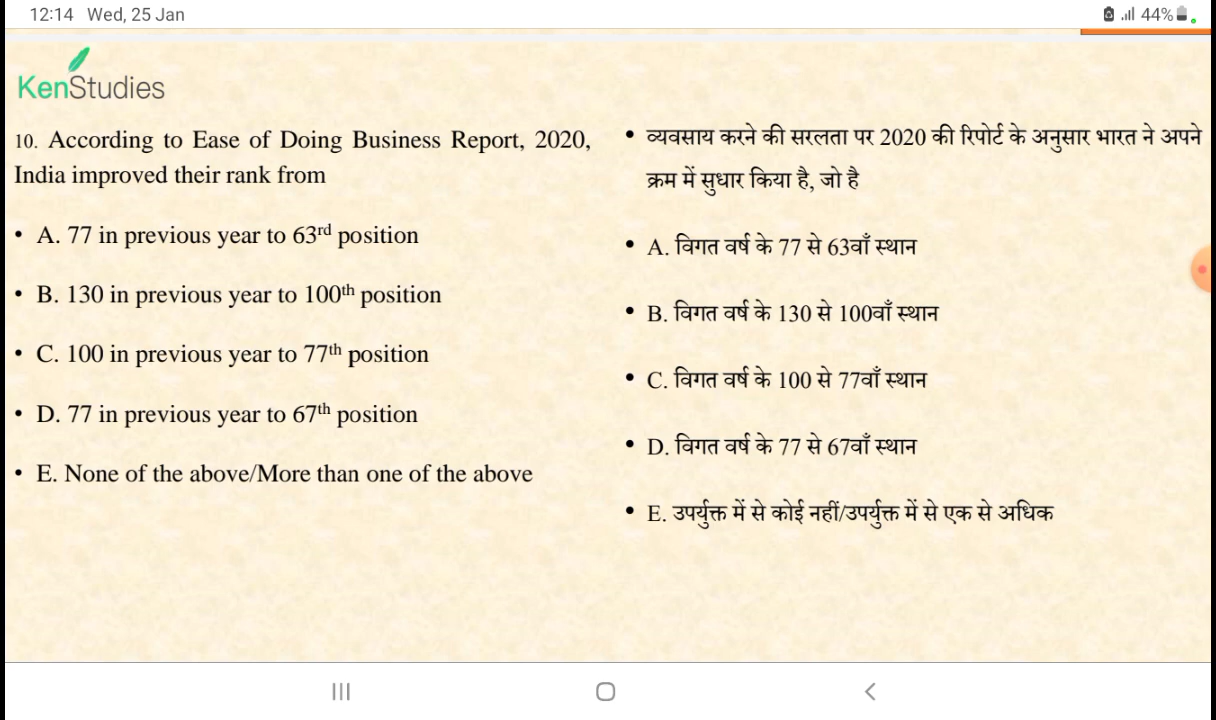 12:14 Wed, 25 Jan
44%
KenStudies
10. According to Ease of Doing Business Report, 2020,
India improved their rank from
• A. 77 in previous year to 63rd position
• B. 130 in previous year to 100th position
• C. 100 in previous year to 77th position
• D. 77 in previous year to 67th position
• E. None of the above/More than one of the above
• व्यवसाय करने की सरलता पर 2020 की रिपोर्ट के अनुसार भारत ने अपने
क्रम में सुधार किया है, जो है
• A. विगत वर्ष के 77 से 63वाँ स्थान
• B. विगत वर्ष के 130 से 100वाँ स्थान
• C. विगत वर्ष के 100 से 77वाँ स्थान
• D. विगत वर्ष के 77 से 67वाँ स्थान
• E. उपर्युक्त में से कोई नहीं/उपर्युक्त में से एक से अधिक